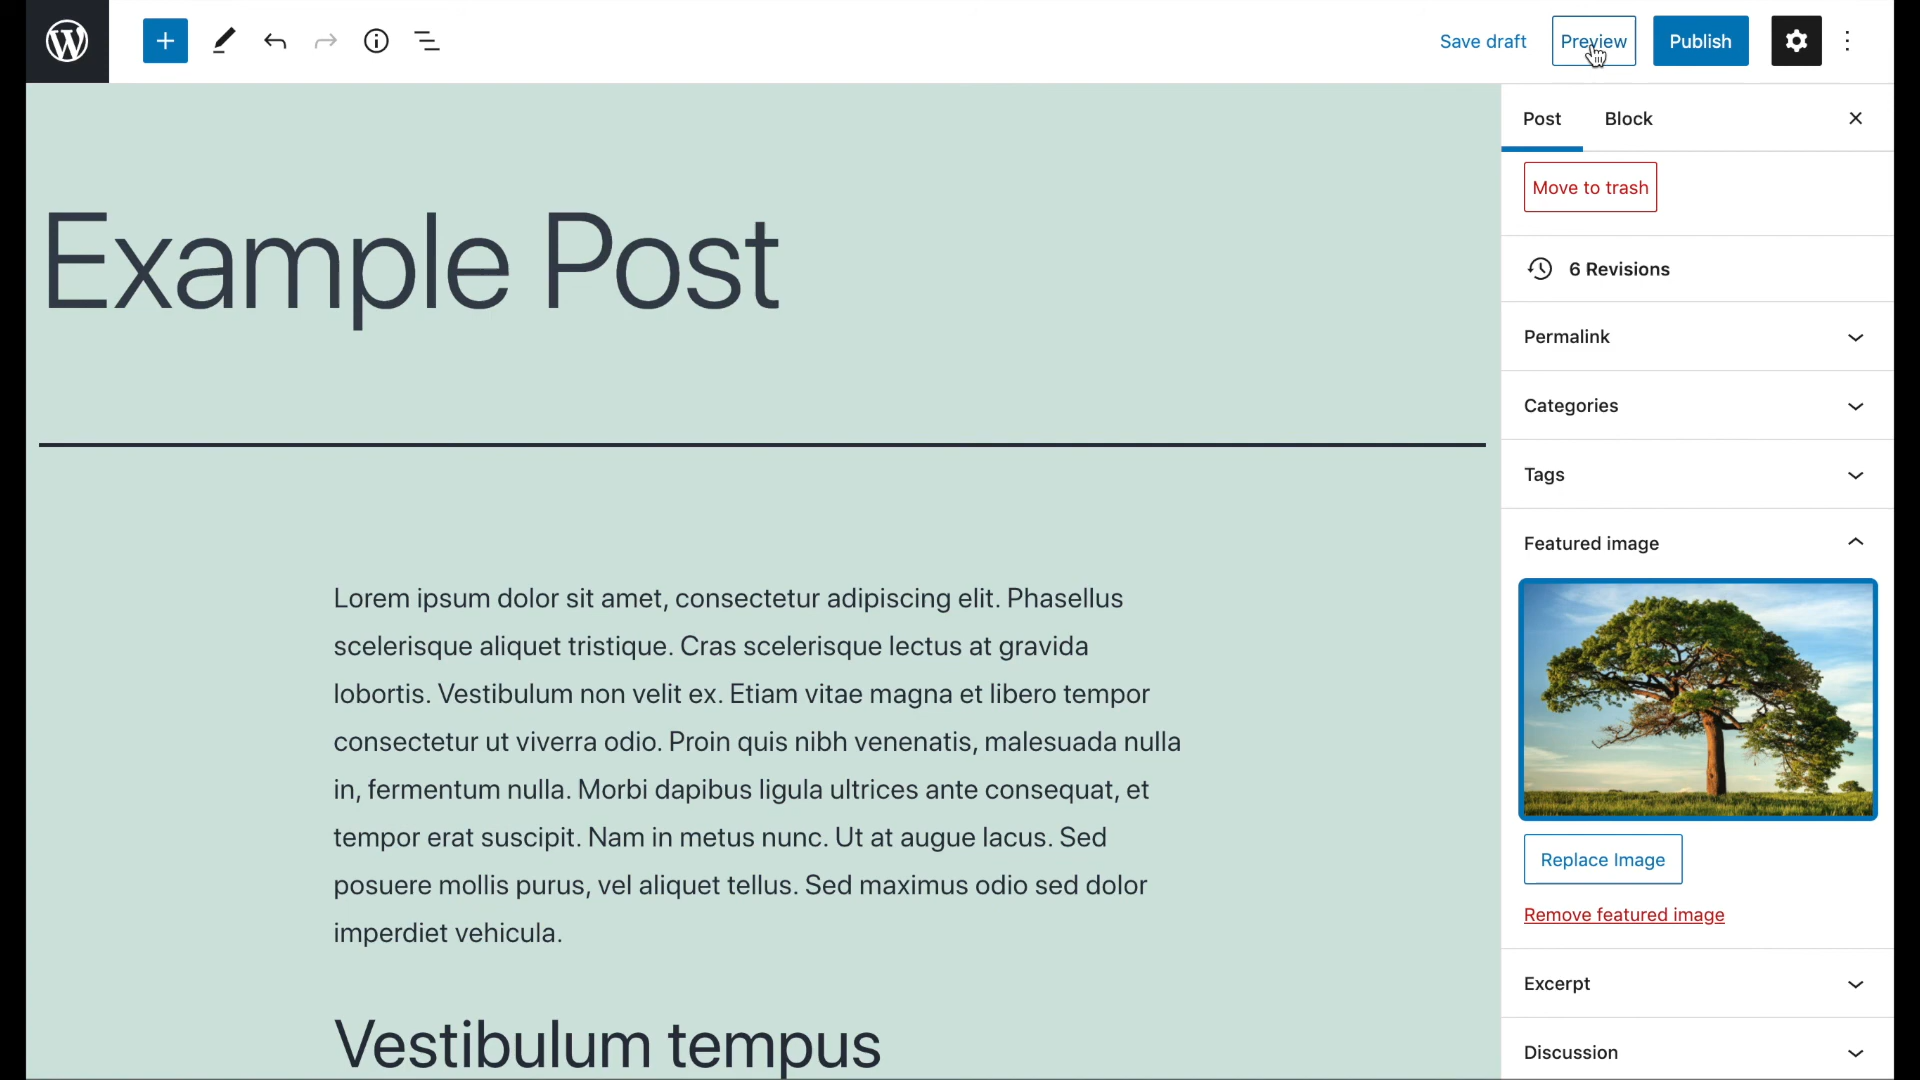 Save draft
Preview
Publish
Post
Block
Move to trash
6 Revisions
Permalink
Categories
Tags
Featured image
Replace Image
Remove featured image
Excerpt
Discussion
Example Post
Lorem ipsum dolor sit amet, consectetur adipiscing elit. Phasellus
scelerisque aliquet tristique. Cras scelerisque lectus at gravida
lobortis. Vestibulum non velit ex. Etiam vitae magna et libero tempor
consectetur ut viverra odio. Proin quis nibh venenatis, malesuada nulla
in, fermentum nulla. Morbi dapibus ligula ultrices ante consequat, et
tempor erat suscipit. Nam in metus nunc. Ut at augue lacus. Sed
posuere mollis purus, vel aliquet tellus. Sed maximus odio sed dolor
imperdiet vehicula.
Vestibulum tempus